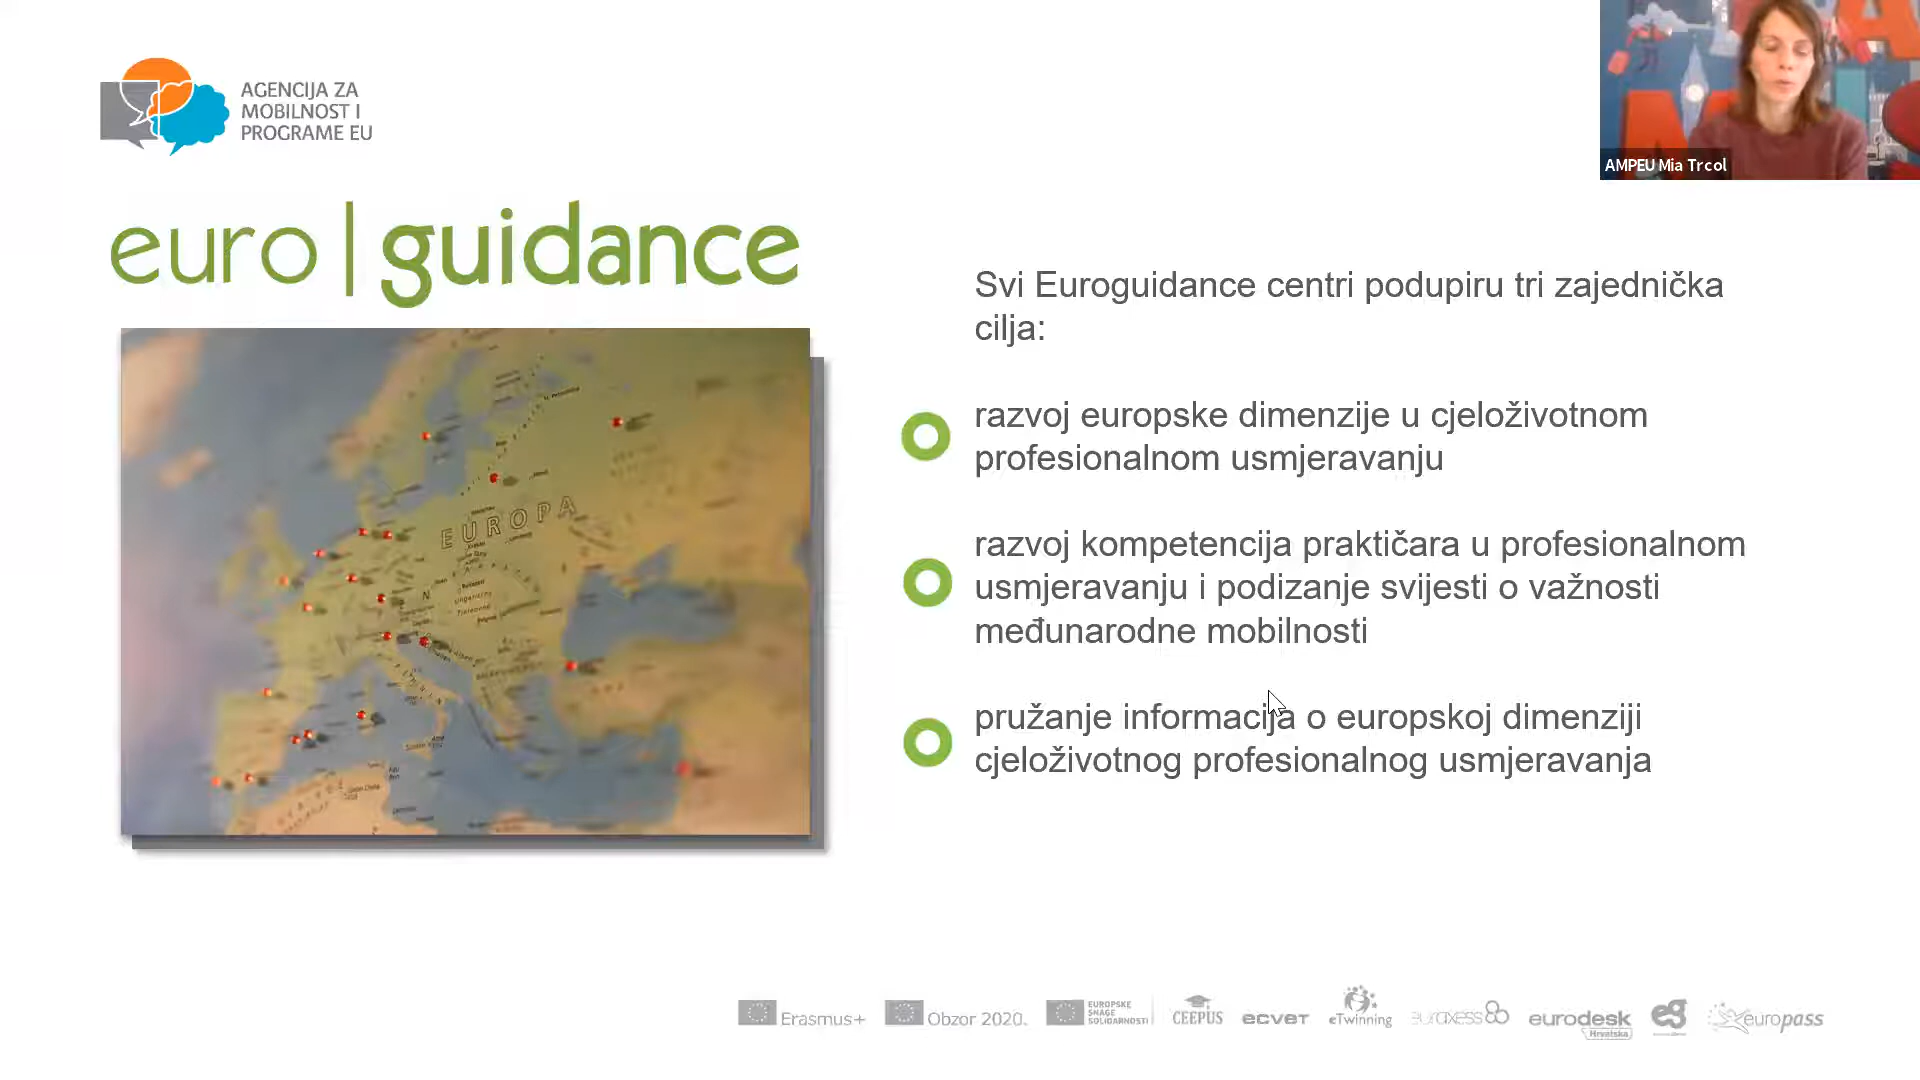 AGENCIJA ZA
MOBILNOST I
PROGRAME EU
AMPEU Mia Trcol
euro|guidance
Svi Euroguidance centri podupiru tri zajednička
cilja:
razvoj europske dimenzije u cjeloživotnom
profesionalnom usmjeravanju
razvoj kompetencija praktičara u profesionalnom
usmjeravanju i podizanje svijesti o važnosti
međunarodne mobilnosti
pružanje informacija o europskoj dimenziji
cjeloživotnog profesionalnog usmjeravanja
EUROPA
Erasmus+
Obzor 2020.
EUROPSKE
SNAGE
SOLIDARNOSTI
CEEPUS
ecvet
eTwinning
euraxess
eurodesk
Hrvatska
eg
europass